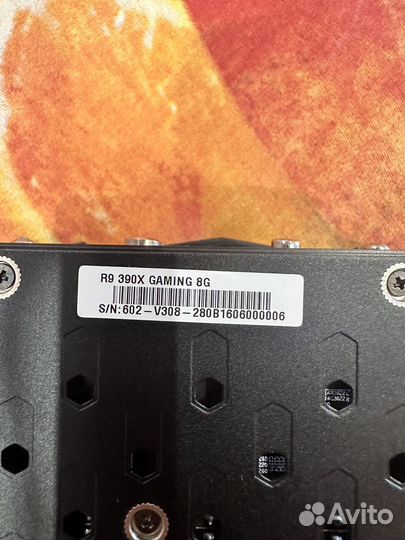 R9 390X GAMING 8G
S/N:602-V308-280B1606000006
Avito